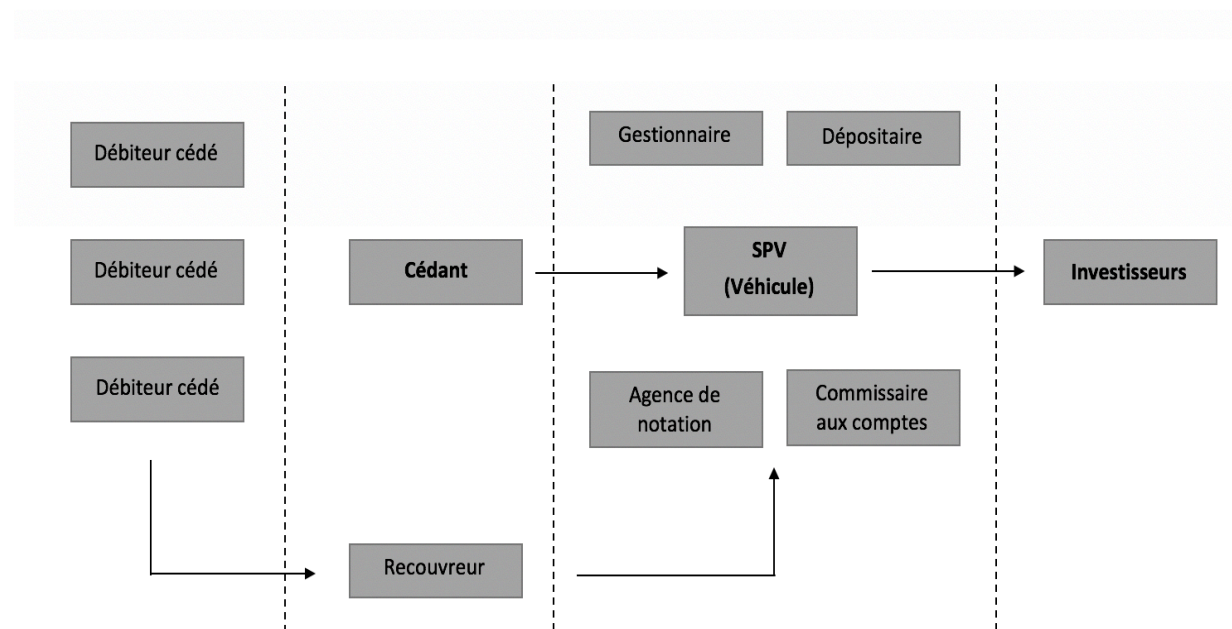 Débiteur cédé
Débiteur cédé
Débiteur cédé
Cédant
Recouvreur
Gestionnaire
Dépositaire
SPV
(Véhicule)
Agence de
notation
Commissaire
aux comptes
Investisseurs